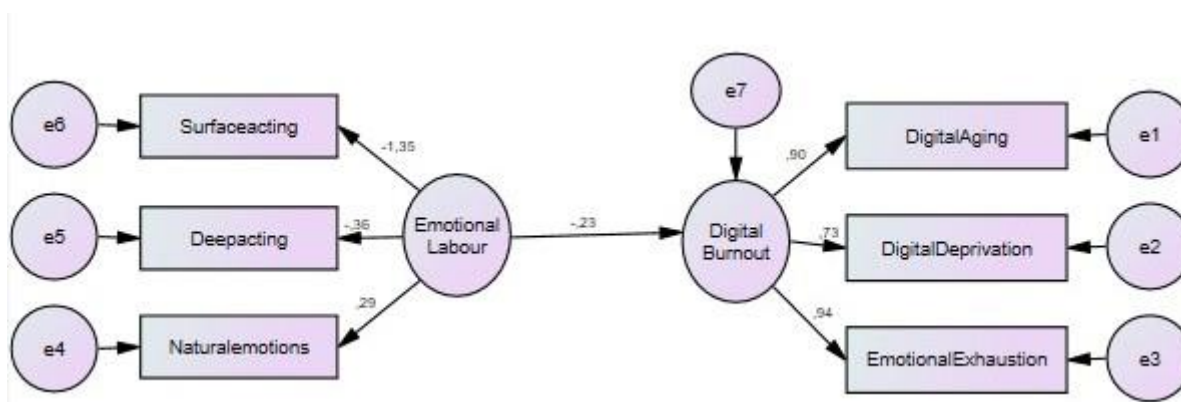 e7
e6
Surfaceacting
-1,35
,90
DigitalAging
e1
e5
Deepacting
-,36
Emotional
Labour
-,23
Digital
Burnout
,73
DigitalDeprivation
e2
e4
Naturalemotions
,29
,94
EmotionalExhaustion
e3